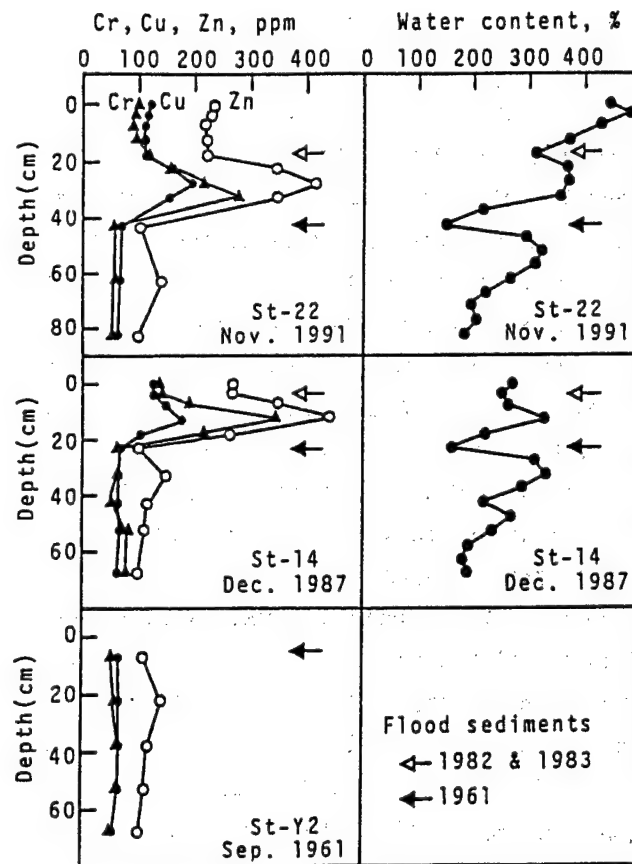 Cr, Cu, Zn, ppm
Water content, %
0 100 200 300 400
100 200 300 400
Cr Cu Zn
0
20
40
60
80
Depth(cm)
St-22
Nov. 1991
St-22
Nov. 1991
0
20
40
60
Depth(cm)
St-14
Dec. 1987
St-14
Dec. 1987
0
20
40
60
Depth(cm)
St-Y2
Sep. 1961
Flood sediments
1982 & 1983
1961